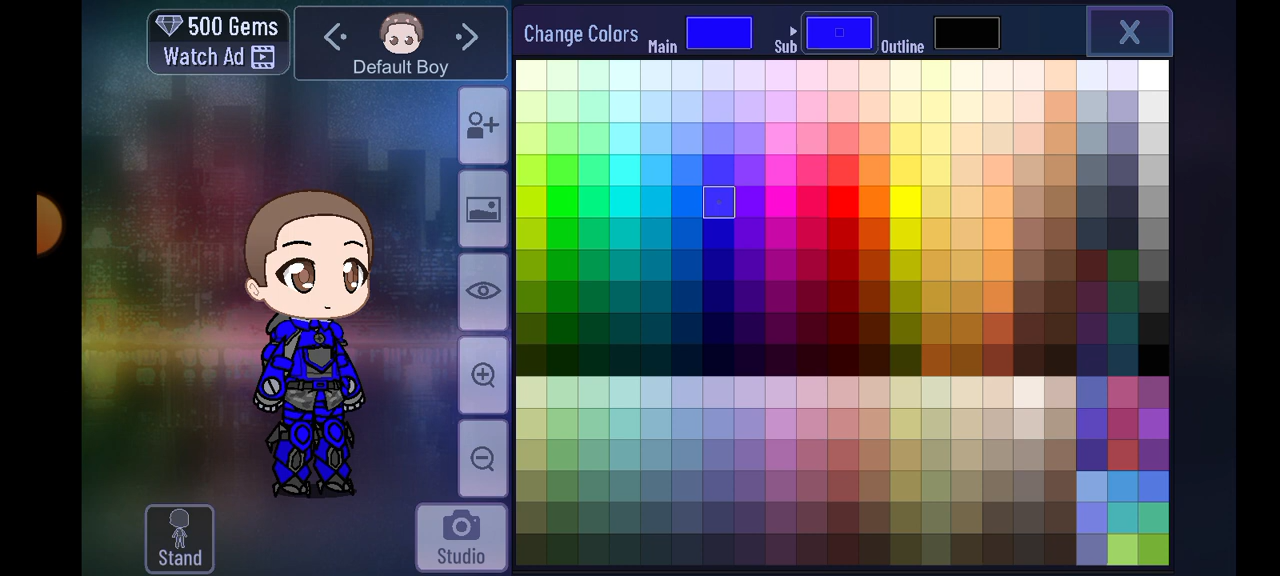 500 Gems
Watch Ad
Default Boy
Change Colors
Main
Sub
Outline
X
Stand
Studio